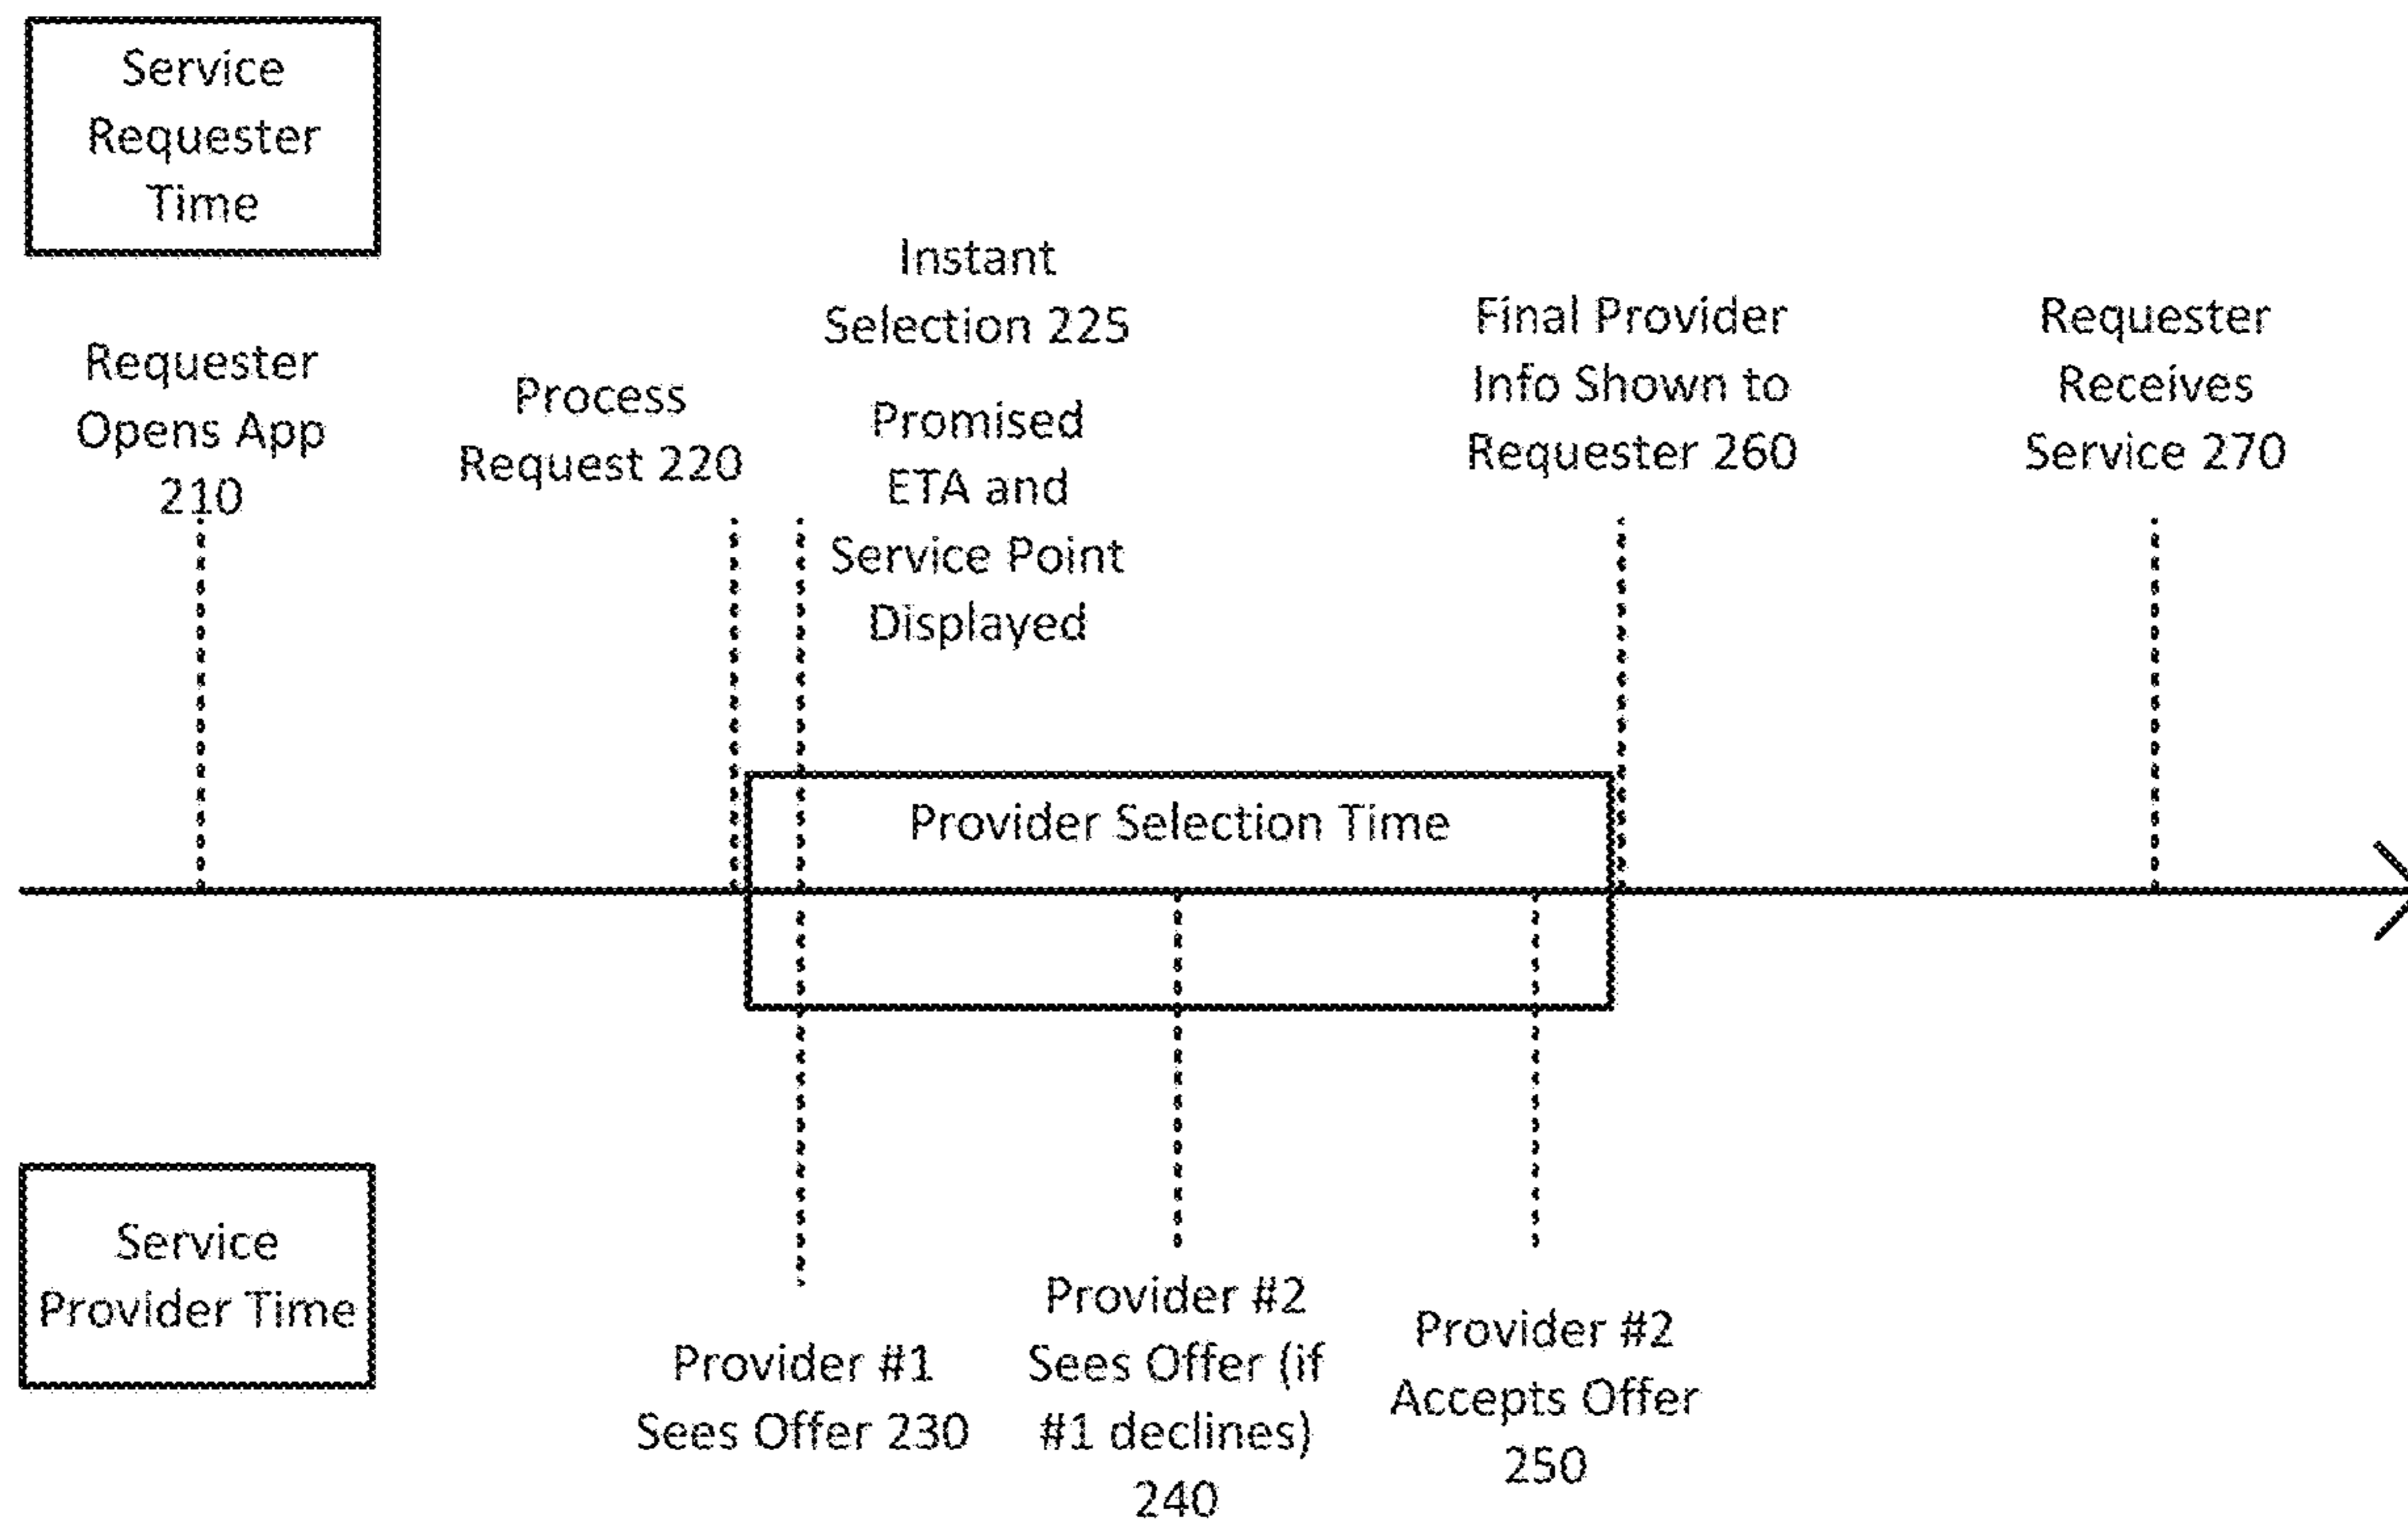 Service
Requester
Time
Requester
Opens App
210
Process
Request 220
Instant
Selection 225
Promised
ETA and
Service Point
Displayed
Final Provider
Info Shown to
Requester 260
Requester
Receives
Service 270
Provider Selection Time
Service
Provider Time
Provider #1
Sees Offer 230
Provider #2
Sees Offer (if
#1 declines)
240
Provider #2
Accepts Offer
250